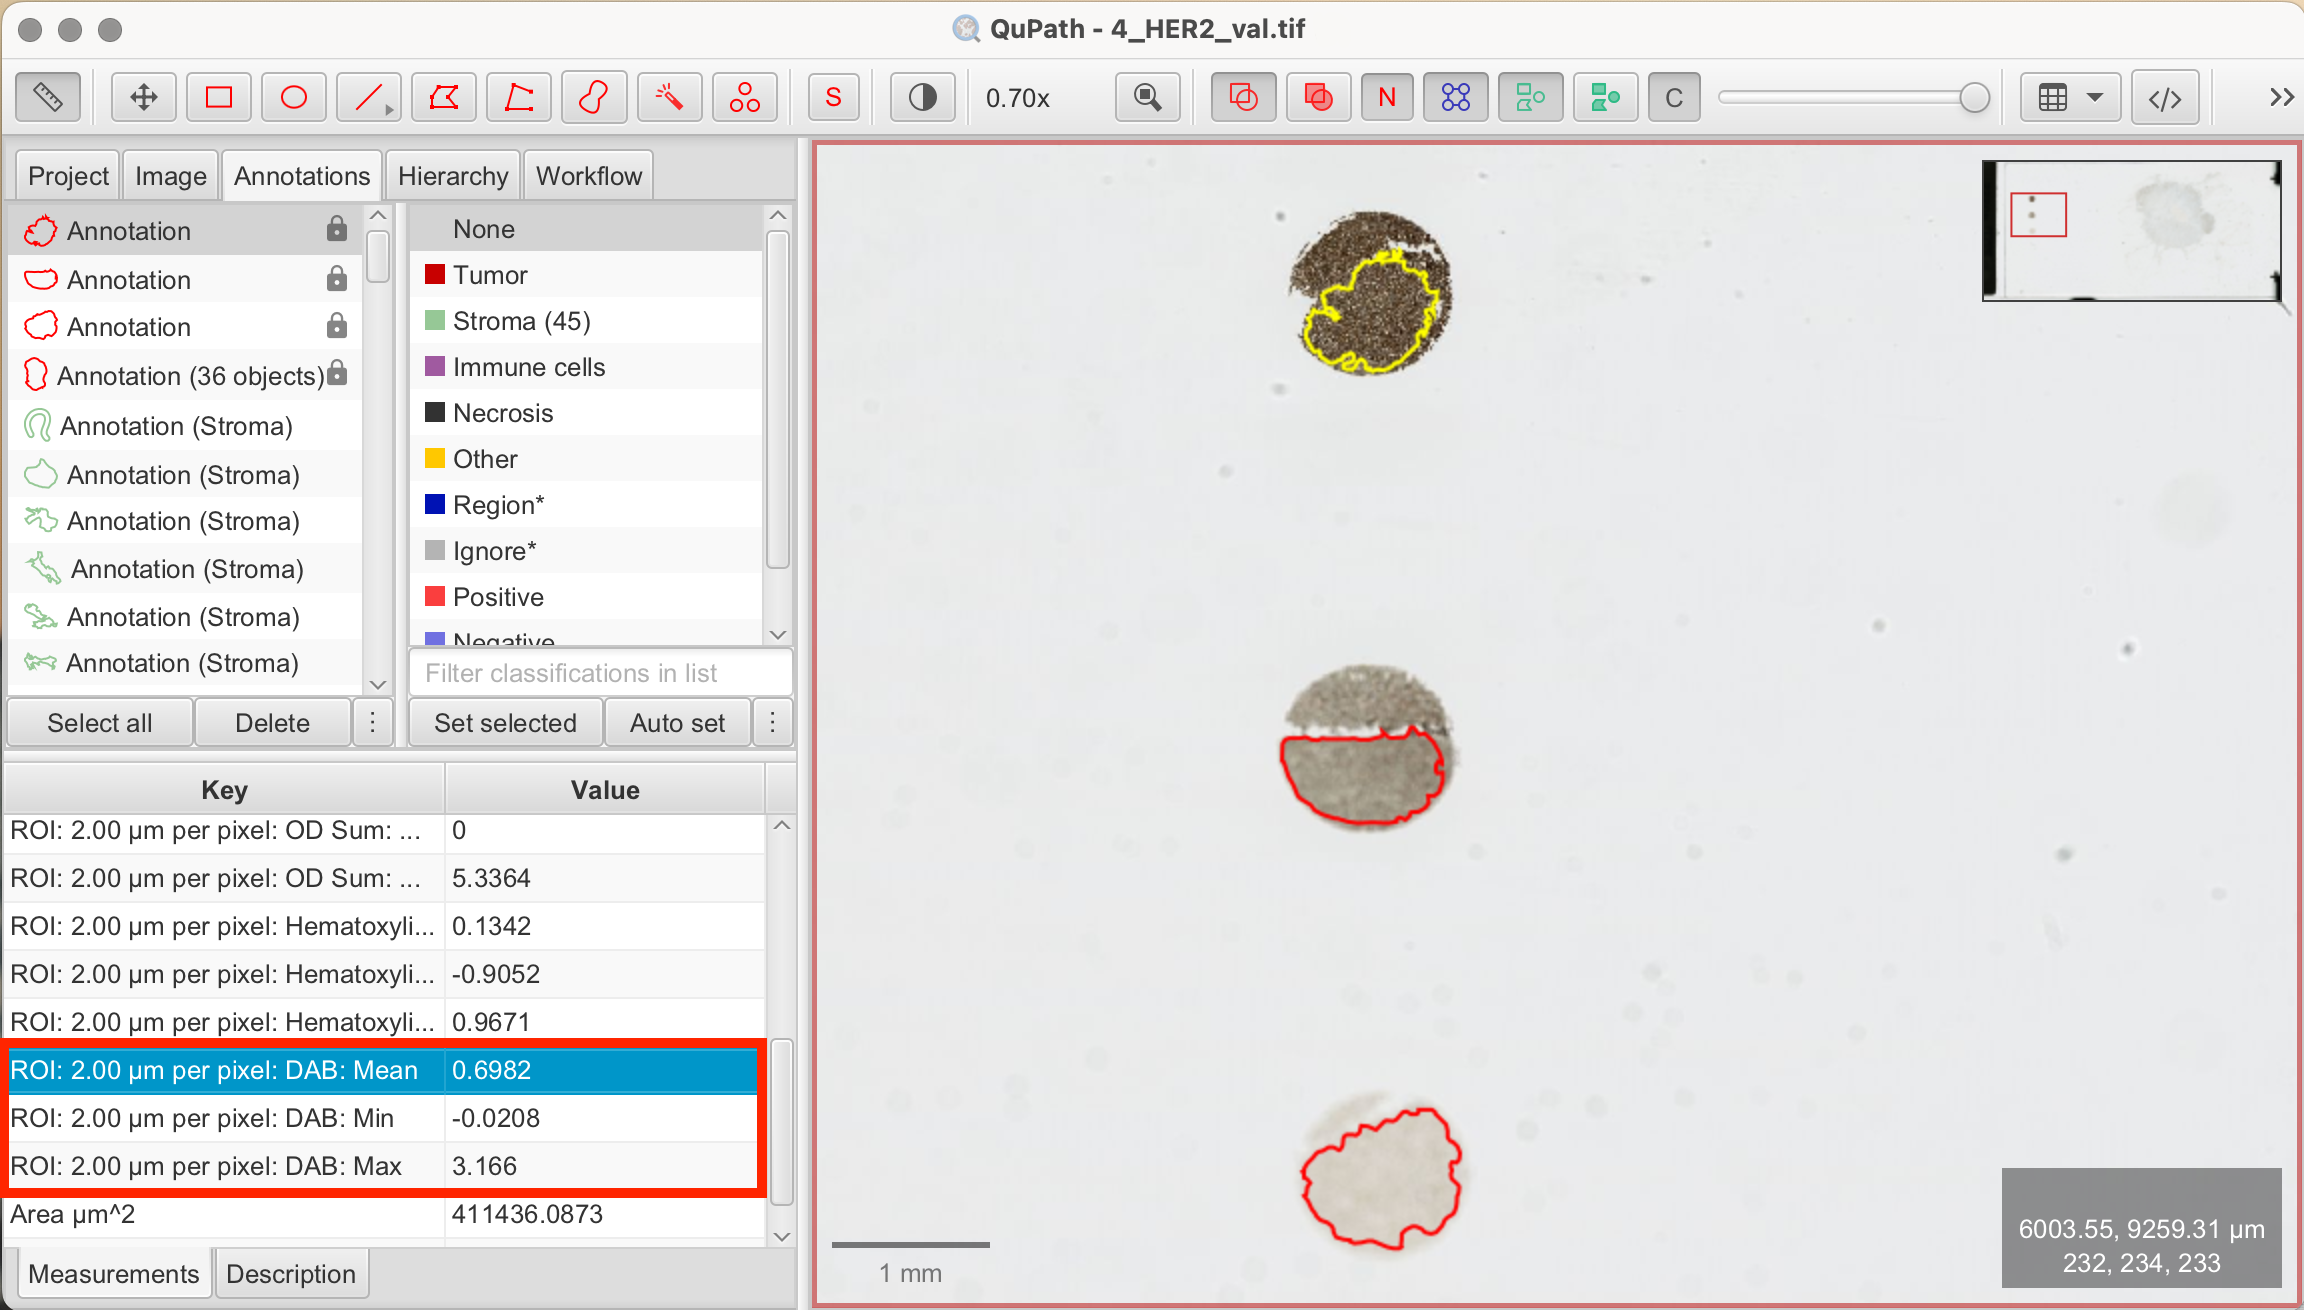 QuPath - 4_HER2_val.tif
S
0.70x
N
C
Project Image Annotations Hierarchy Workflow
Annotation
Annotation
Annotation
Annotation (36 objects)
Annotation (Stroma)
Annotation (Stroma)
Annotation (Stroma)
Annotation (Stroma)
Annotation (Stroma)
Annotation (Stroma)
None
Tumor
Stroma (45)
Immune cells
Necrosis
Other
Region*
Ignore*
Positive
Negative
Filter classifications in list
Select all Delete ⋮ Set selected Auto set ⋮
Key Value
ROI: 2.00 µm per pixel: OD Sum: ... 0
ROI: 2.00 µm per pixel: OD Sum: ... 5.3364
ROI: 2.00 µm per pixel: Hematoxyli... 0.1342
ROI: 2.00 µm per pixel: Hematoxyli... -0.9052
ROI: 2.00 µm per pixel: Hematoxyli... 0.9671
ROI: 2.00 µm per pixel: DAB: Mean 0.6982
ROI: 2.00 µm per pixel: DAB: Min -0.0208
ROI: 2.00 µm per pixel: DAB: Max 3.166
Area µm^2 411436.0873
Measurements Description
1 mm
6003.55, 9259.31 µm
232, 234, 233